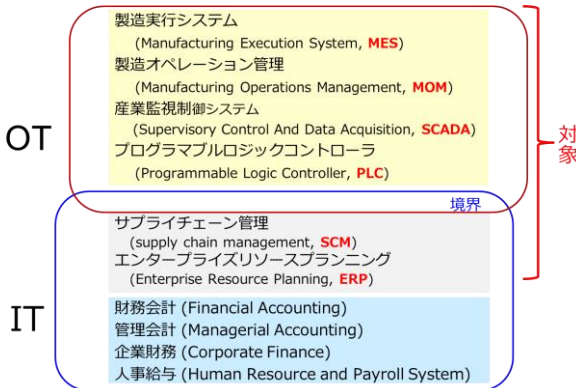 製造実行システム
(Manufacturing Execution System, MES)
製造オペレーション管理
(Manufacturing Operations Management, MOM)
産業監視制御システム
(Supervisory Control And Data Acquisition, SCADA)
プログラマブルロジックコントローラ
(Programmable Logic Controller, PLC)
OT
対象
境界
サプライチェーン管理
(supply chain management, SCM)
エンタープライズリソースプランニング
(Enterprise Resource Planning, ERP)
IT
財務会計 (Financial Accounting)
管理会計 (Managerial Accounting)
企業財務 (Corporate Finance)
人事給与 (Human Resource and Payroll System)